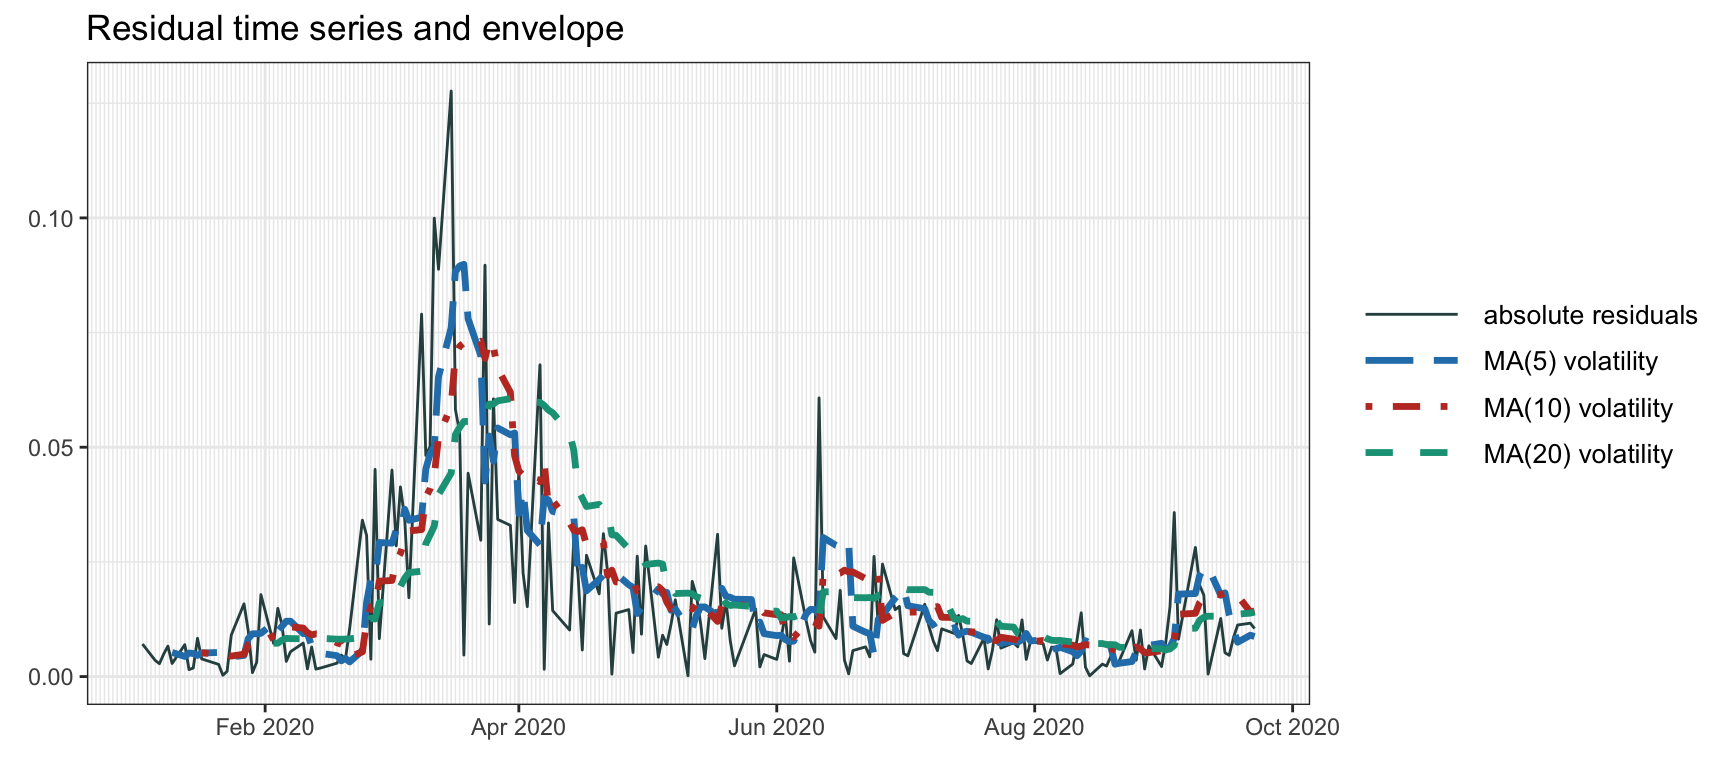 Residual time series and envelope
0.10
0.05
0.00
Feb 2020
Apr 2020
Jun 2020
Aug 2020
Oct 2020
absolute residuals
MA(5) volatility
MA(10) volatility
MA(20) volatility